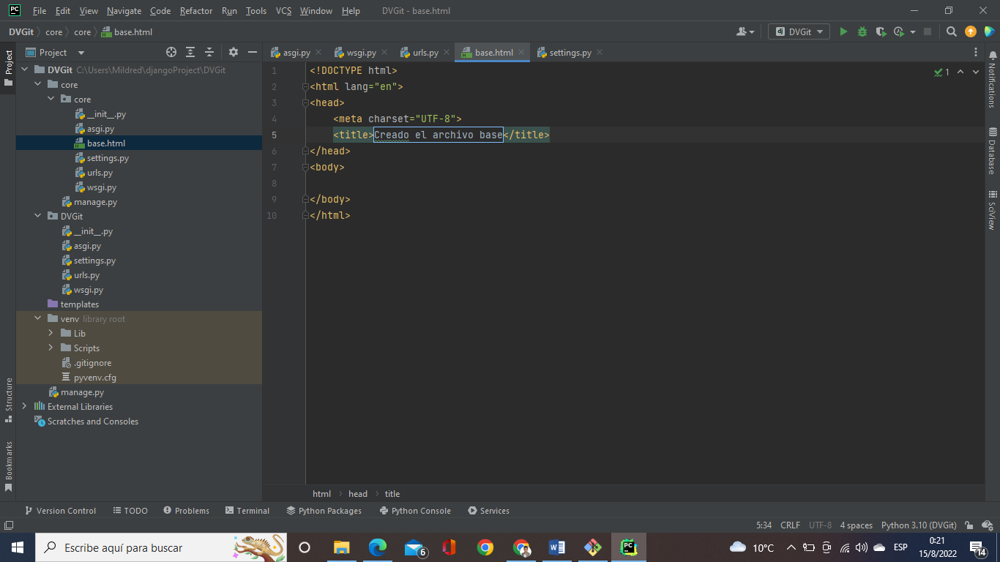 PC File Edit View Navigate Code Refactor Run Tools VCS Window Help DVGit - base.html
DVGit core core base.html DVGit
Project
Project asgi.py wsgi.py urls.py base.html settings.py
DVGit C:\Users\Mildred\djangoProject\DVGit
core
core
__init__.py
asgi.py
base.html
settings.py
urls.py
wsgi.py
manage.py
DVGit
__init__.py
asgi.py
settings.py
urls.py
wsgi.py
templates
venv library root
Lib
Scripts
.gitignore
pyvenv.cfg
manage.py
External Libraries
Scratches and Consoles
Structure
Bookmarks
1 <!DOCTYPE html>
2 <html lang="en">
3 <head>
4 <meta charset="UTF-8">
5 <title>Creado el archivo base</title>
6 </head>
7 <body>
8
9 </body>
10 </html>
1
Notifications
Database
SciView
html head title
Version Control TODO Problems Terminal Python Packages Python Console Services
5:34 CRLF UTF-8 4 spaces Python 3.10 (DVGit)
Escribe aquí para buscar 6 PC 10°C ESP 0:21
15/8/2022 14